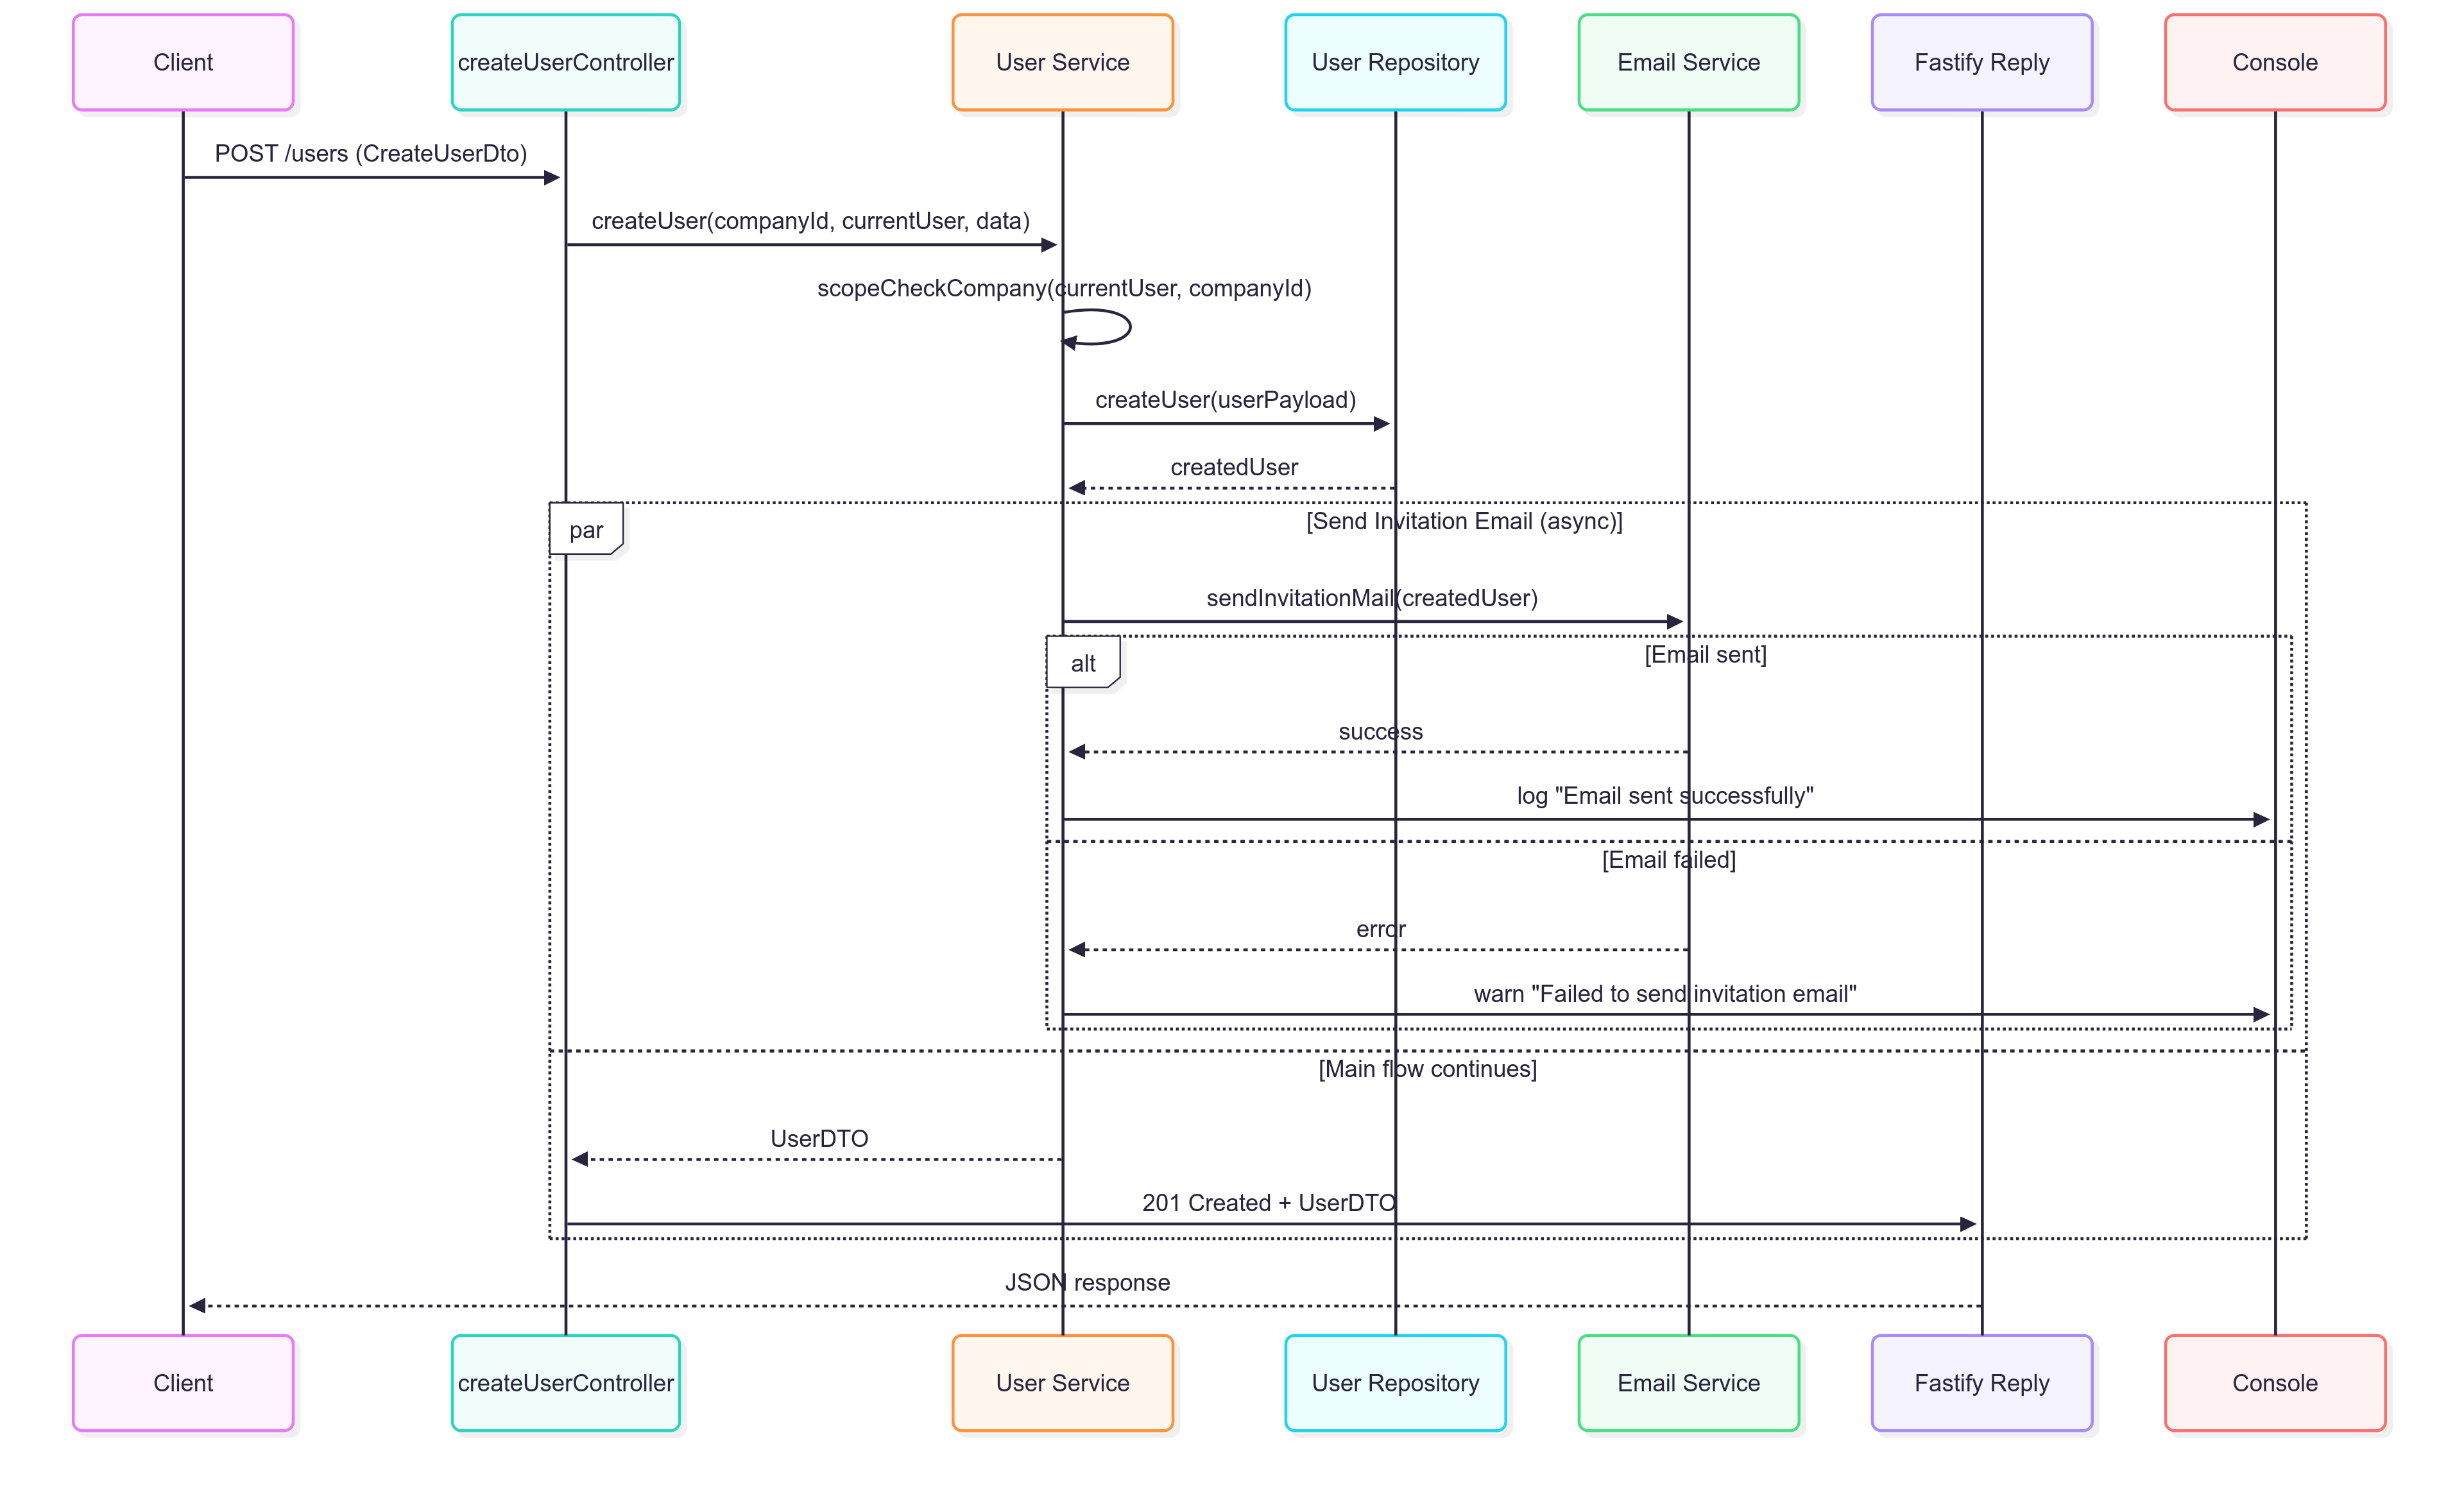 Client
createUserController
User Service
User Repository
Email Service
Fastify Reply
Console
POST /users (CreateUserDto)
createUser(companyId, currentUser, data)
scopeCheckCompany(currentUser, companyId)
createUser(userPayload)
createdUser
par
[Send Invitation Email (async)]
sendInvitationMail(createdUser)
alt
[Email sent]
success
log "Email sent successfully"
[Email failed]
error
warn "Failed to send invitation email"
[Main flow continues]
UserDTO
201 Created + UserDTO
JSON response
Client
createUserController
User Service
User Repository
Email Service
Fastify Reply
Console